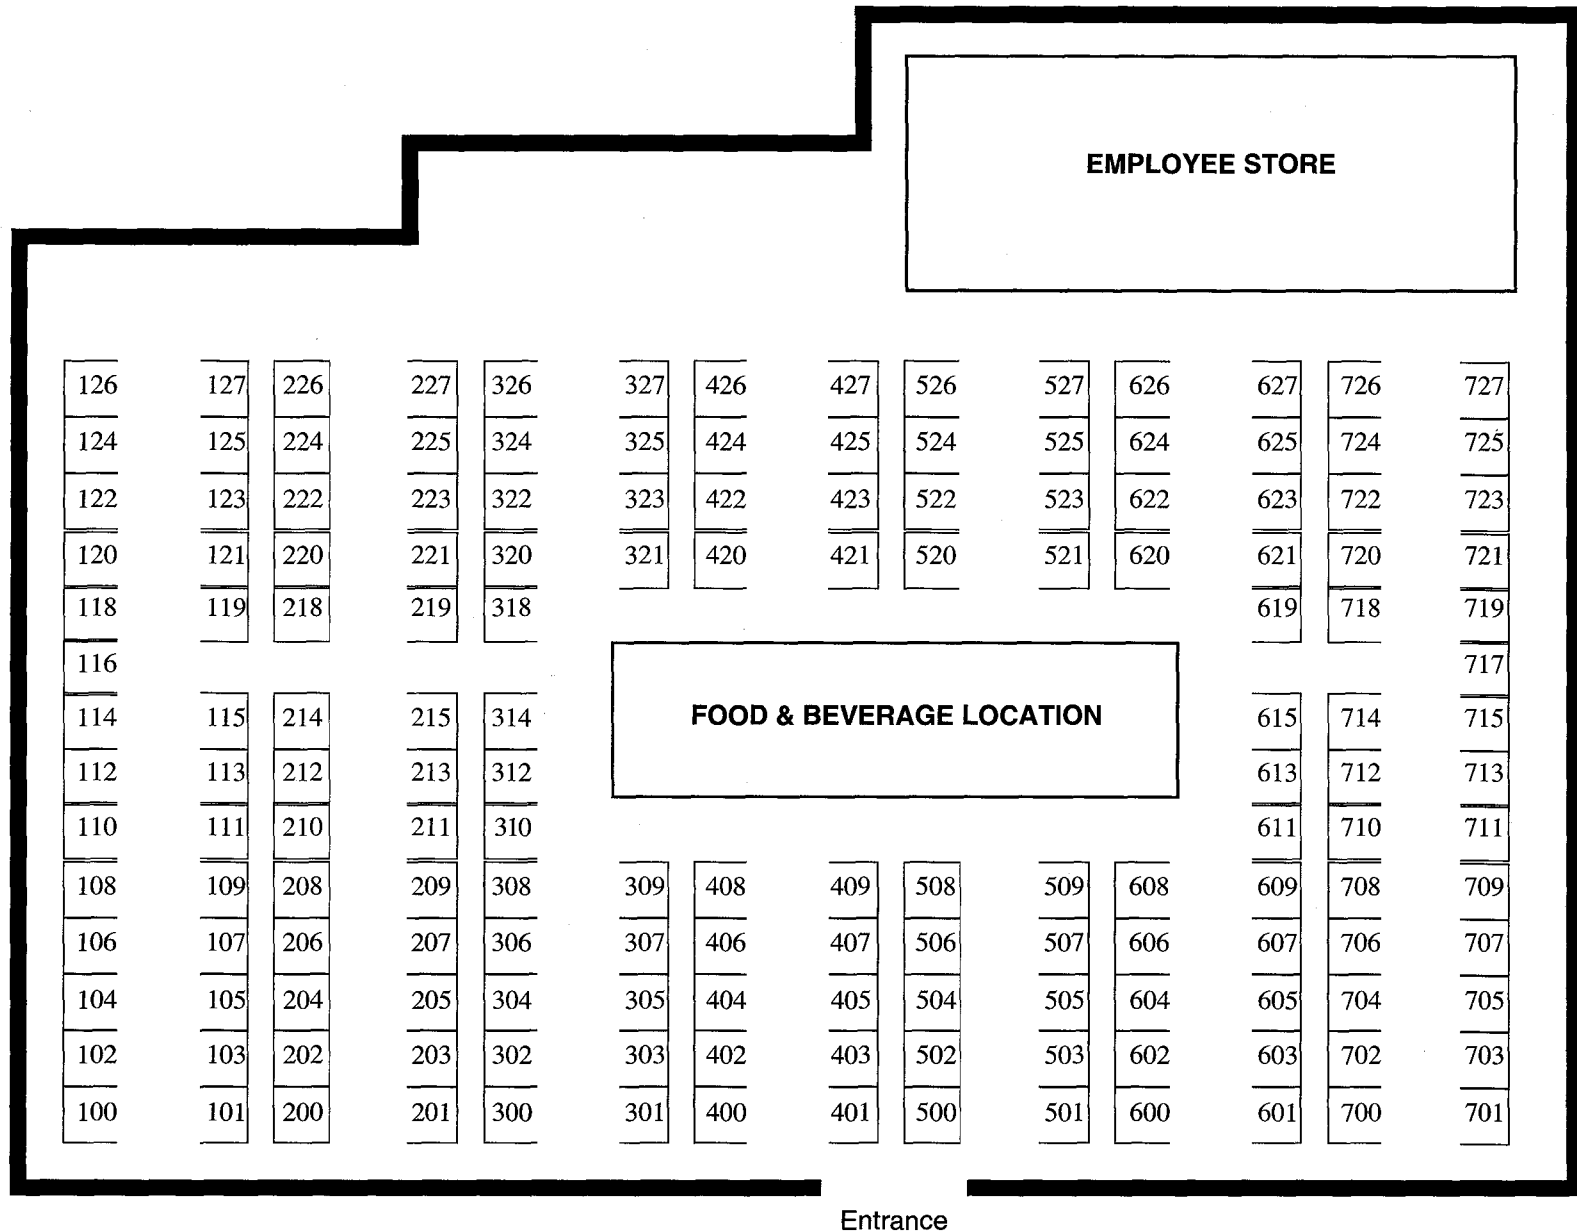 EMPLOYEE STORE
126 127 226 227 326 327 426 427 526 527 626 627 726 727
124 125 224 225 324 325 424 425 524 525 624 625 724 725
122 123 222 223 322 323 422 423 522 523 622 623 722 723
120 121 220 221 320 321 420 421 520 521 620 621 720 721
118 119 218 219 318 619 718 719
116 717
114 115 214 215 314 FOOD & BEVERAGE LOCATION 615 714 715
112 113 212 213 312 613 712 713
110 111 210 211 310 611 710 711
108 109 208 209 308 309 408 409 508 509 608 609 708 709
106 107 206 207 306 307 406 407 506 507 606 607 706 707
104 105 204 205 304 305 404 405 504 505 604 605 704 705
102 103 202 203 302 303 402 403 502 503 602 603 702 703
100 101 200 201 300 301 400 401 500 501 600 601 700 701
Entrance